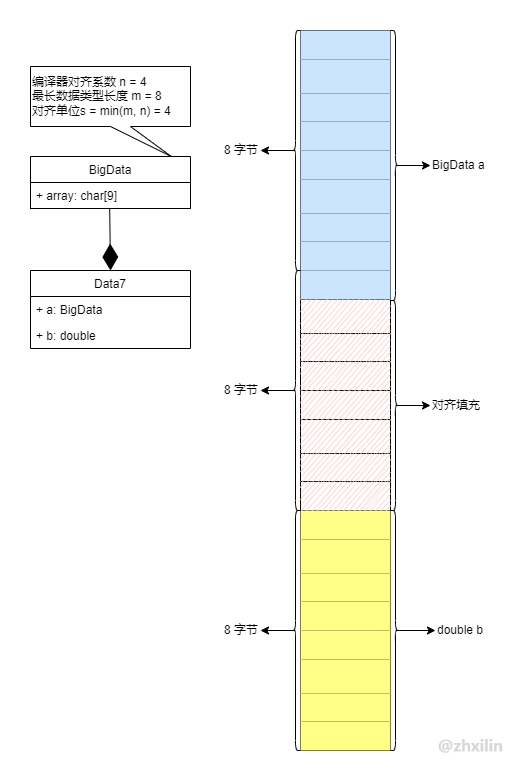 编译器对齐系数 n = 4
最长数据类型长度 m = 8
对齐单位s = min(m, n) = 4
BigData
+ array: char[9]
Data7
+ a: BigData
+ b: double
8 字节
BigData a
8 字节
对齐填充
8 字节
double b
@zhxilin